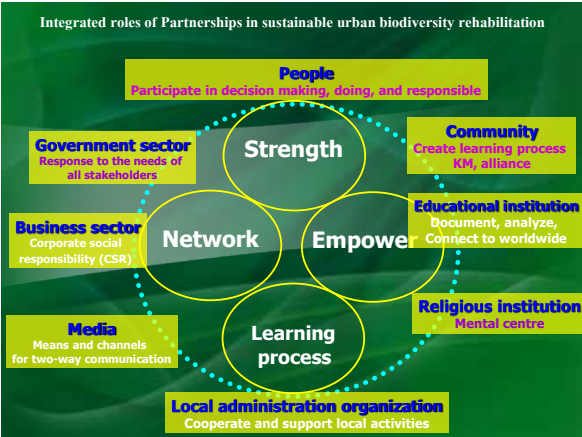 Integrated roles of Partnerships in sustainable urban biodiversity rehabilitation
People
Participate in decision making, doing, and responsible
Government sector
Response to the needs of
all stakeholders
Strength
Community
Create learning process
KM, alliance
Business sector
Corporate social
responsibility (CSR)
Network
Empower
Educational institution
Document, analyze,
Connect to worldwide
Media
Means and channels
for two-way communication
Learning
process
Religious institution
Mental centre
Local administration organization
Cooperate and support local activities